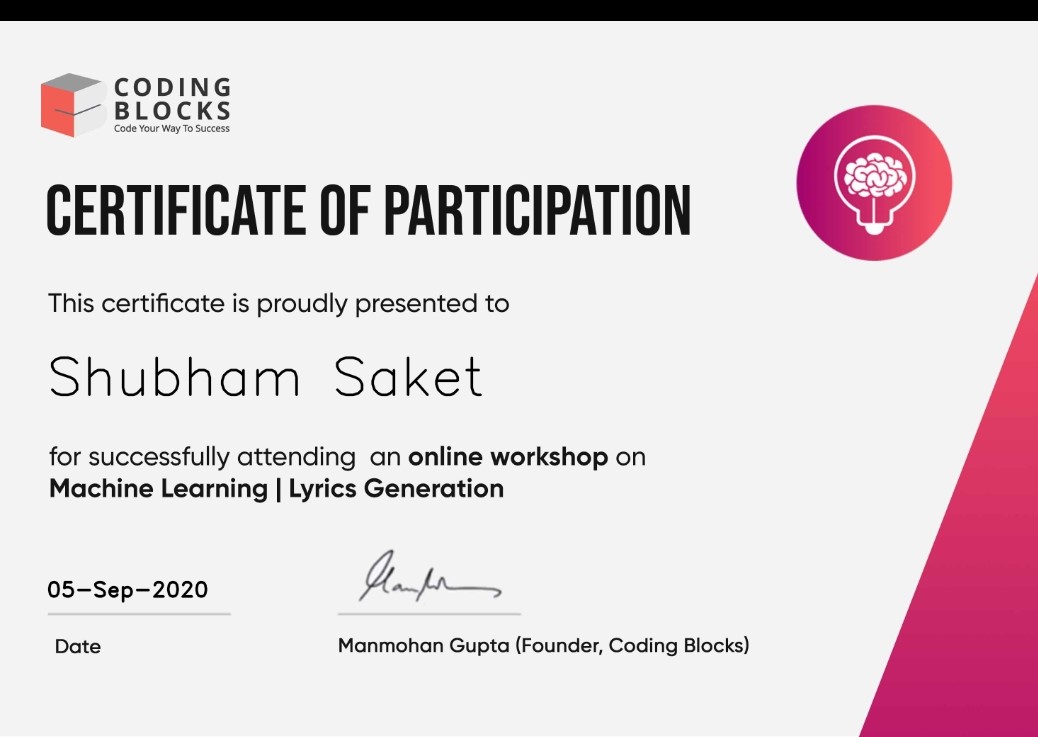 CODING
BLOCKS
Code Your Way To Success
CERTIFICATE OF PARTICIPATION
This certificate is proudly presented to
Shubham Saket
for successfully attending an online workshop on
Machine Learning | Lyrics Generation
05-Sep-2020
Date
Manmohan Gupta (Founder, Coding Blocks)